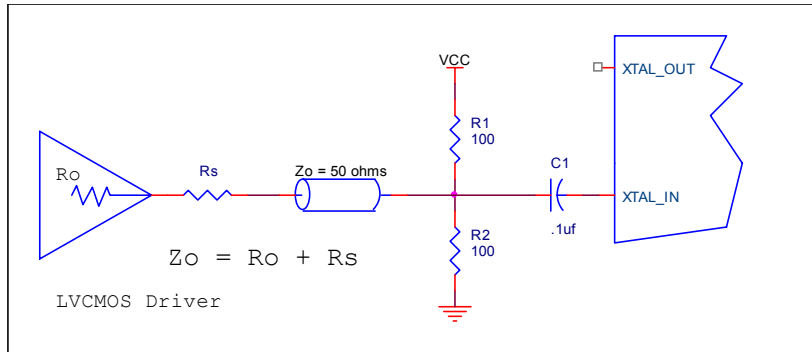 VCC
XTAL_OUT
R1
100
Ro
Rs
Zo = 50 ohms
C1
XTAL_IN
.1uf
R2
100
Zo = Ro + Rs
LVCMOS Driver